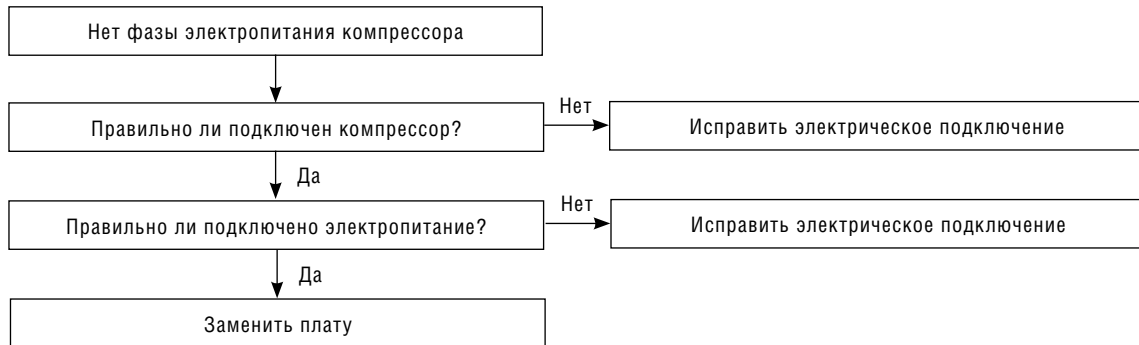 Нет фазы электропитания компрессора
Правильно ли подключен компрессор?
Нет
Исправить электрическое подключение
Да
Правильно ли подключено электропитание?
Нет
Исправить электрическое подключение
Да
Заменить плату